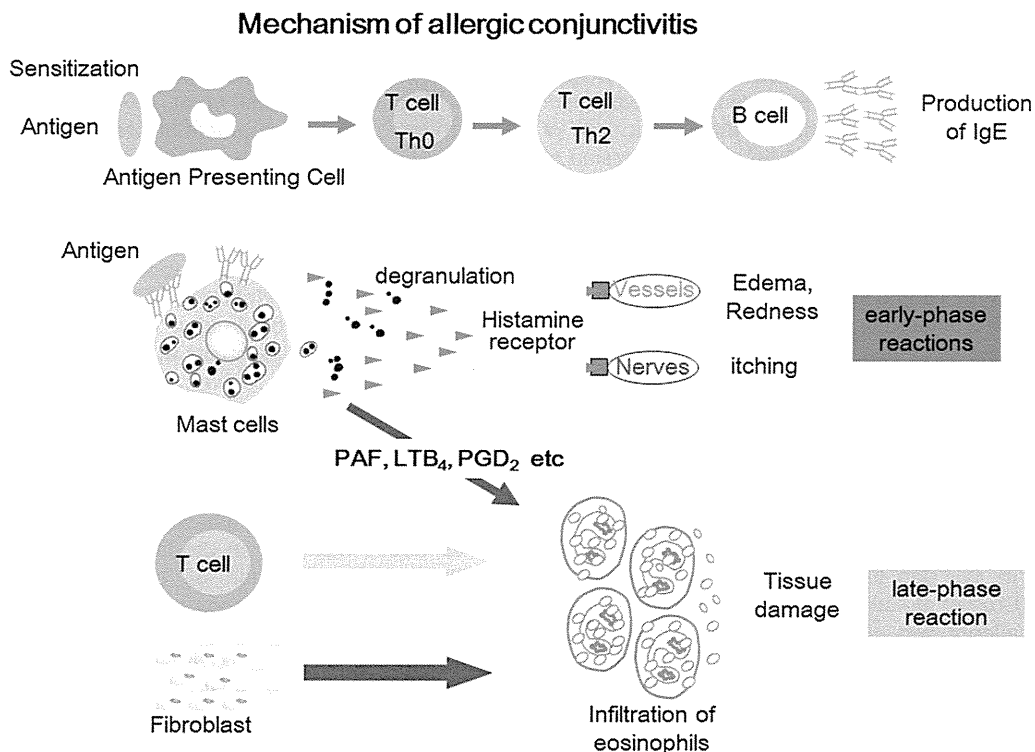 Mechanism of allergic conjunctivitis
Sensitization
Antigen
Antigen Presenting Cell
T cell
Th0
T cell
Th2
B cell
Production
of IgE
Antigen
Mast cells
degranulation
Histamine
receptor
Vessels
Nerves
Edema,
Redness
itching
early-phase
reactions
PAF, LTB₄, PGD₂ etc
T cell
Fibroblast
Infiltration of
eosinophils
Tissue
damage
late-phase
reaction